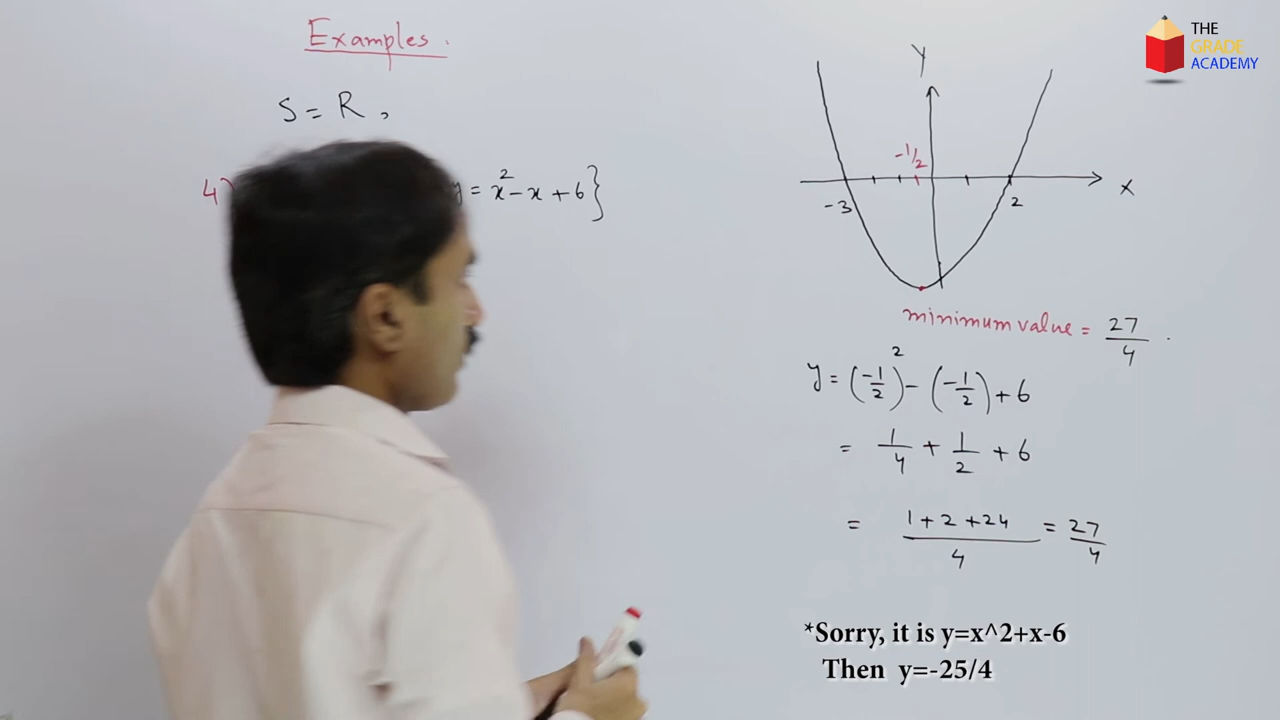 Examples.
S = R,
4)
y = x² - x + 6}
THE
GRADE
ACADEMY
Y
-1/2
-3
2
X
minimum value = 27/4.
y = (-1/2)² - (-1/2) + 6
= 1/4 + 1/2 + 6
= (1 + 2 + 24)/4 = 27/4
*Sorry, it is y=x^2+x-6
Then y=-25/4